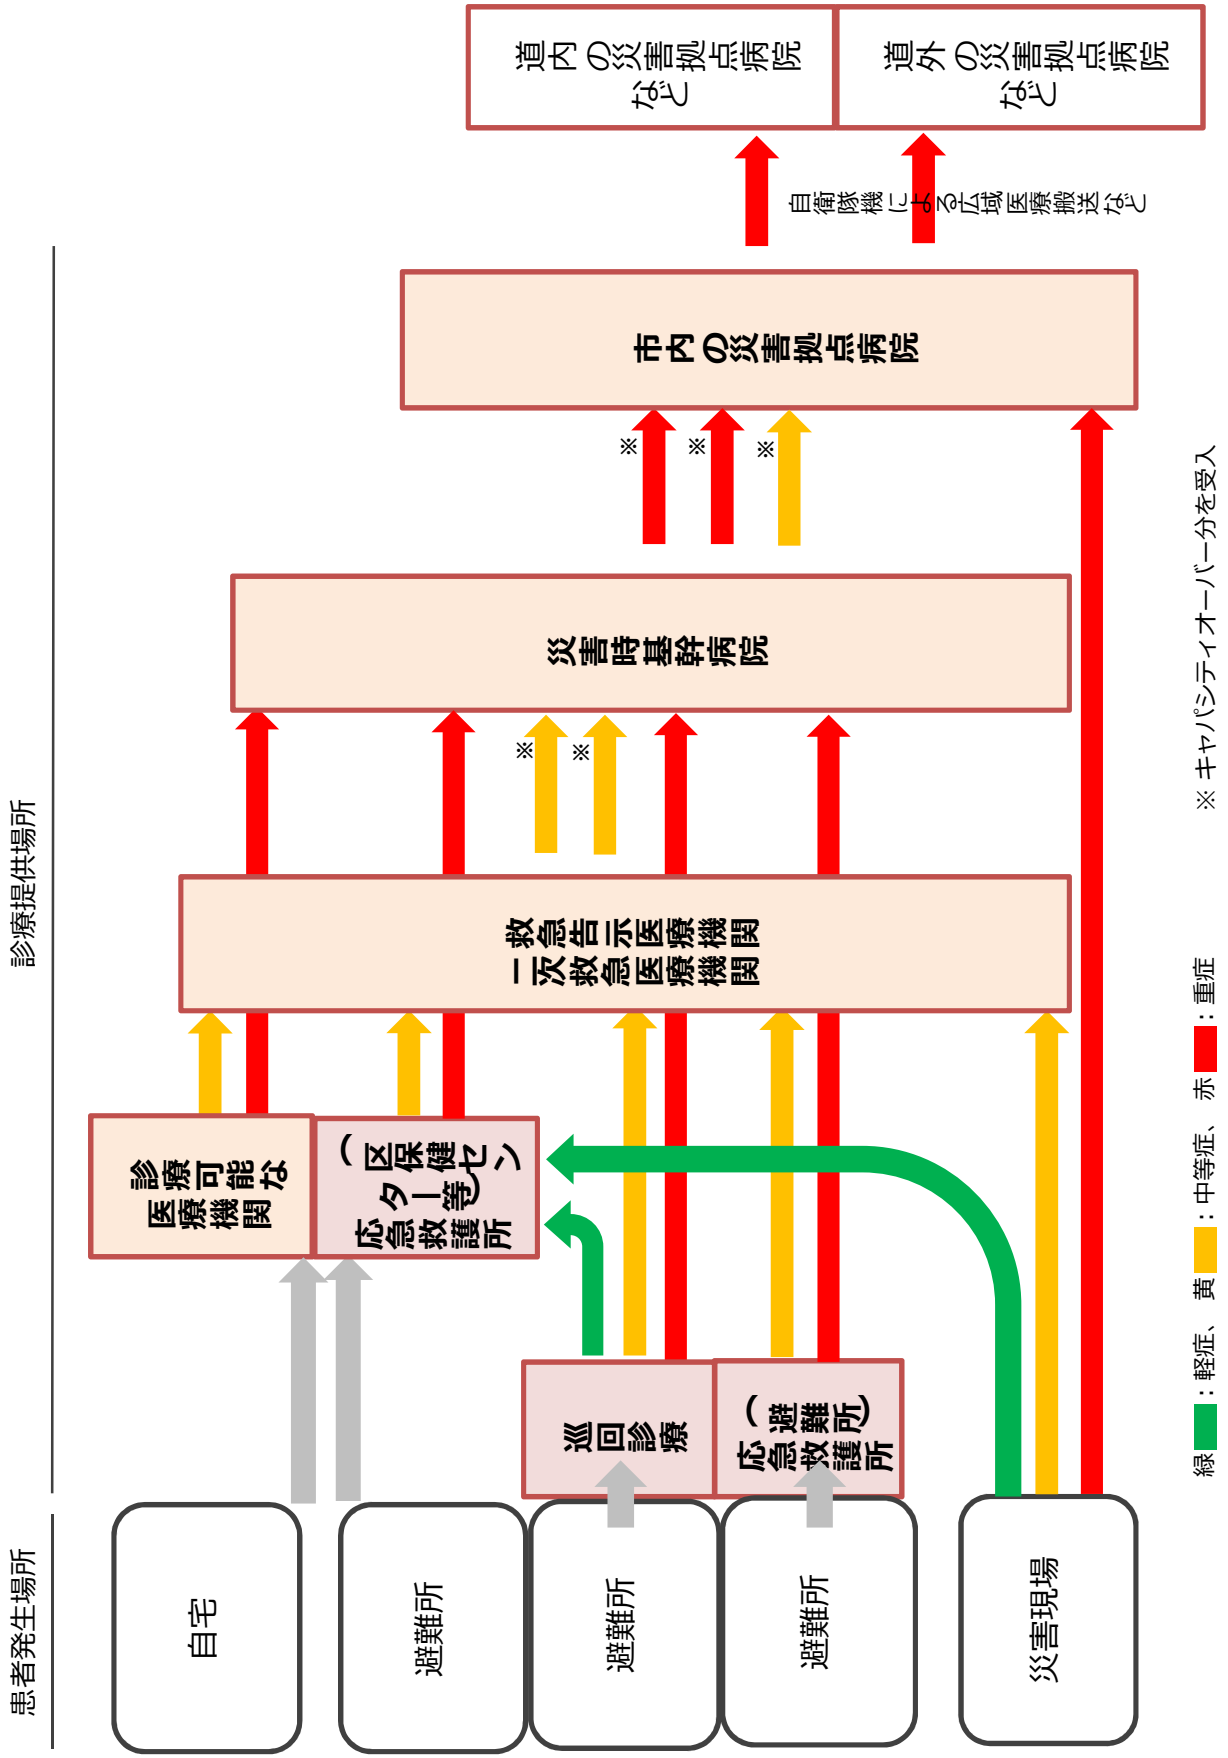 患者発生場所
診療提供場所
自宅
避難所
避難所
避難所
災害現場
診療可能な
医療機関
（区保健セン
ター等）
応急救護所
巡回診療
（避難所）
応急救護
所
救急告示医療機関
二次救急医療機関
※
※
災害時基幹病院
※
※
※
市内の災害拠点病院
自衛隊機による広域医療搬送など
道内の災害拠点病院
など
道外の災害拠点病院
など
緑：軽症、黄：中等症、赤：重症
※ キャパシティオーバー分を受入